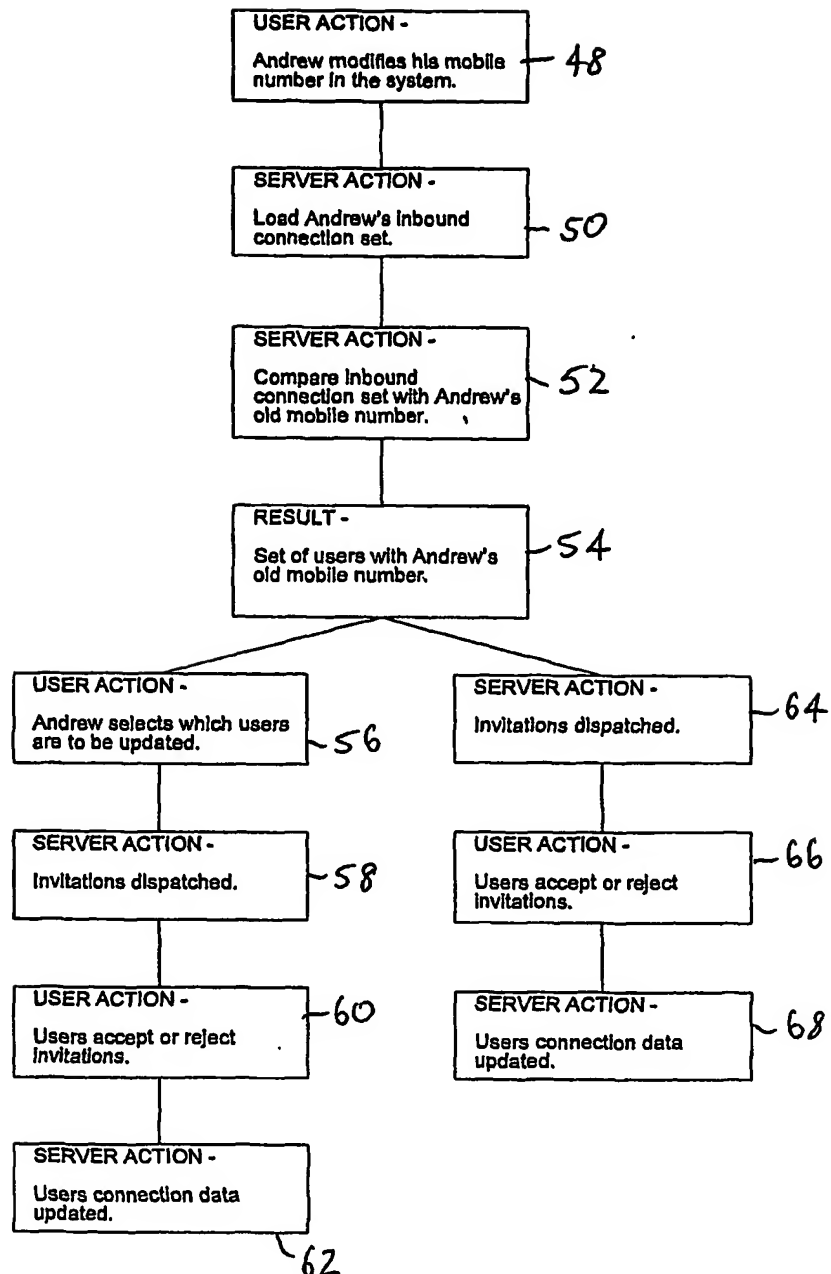 USER ACTION -
Andrew modifies his mobile
number in the system.
48
SERVER ACTION -
Load Andrew's inbound
connection set.
50
SERVER ACTION -
Compare inbound
connection set with Andrew's
old mobile number.
52
RESULT -
Set of users with Andrew's
old mobile number.
54
USER ACTION -
Andrew selects which users
are to be updated.
56
SERVER ACTION -
Invitations dispatched.
58
USER ACTION -
Users accept or reject
invitations.
60
SERVER ACTION -
Users connection data
updated.
62
SERVER ACTION -
Invitations dispatched.
64
USER ACTION -
Users accept or reject
invitations.
66
SERVER ACTION -
Users connection data
updated.
68